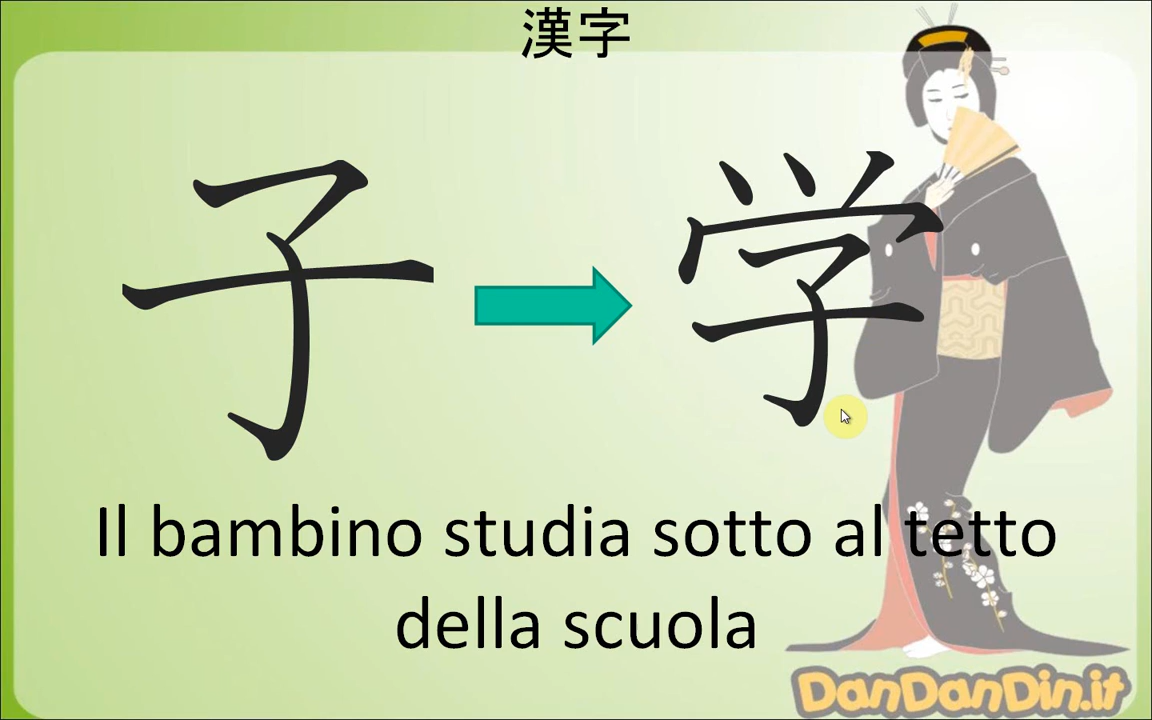 漢字
子
学
Il bambino studia sotto al tetto
della scuola
DanDanDin.it